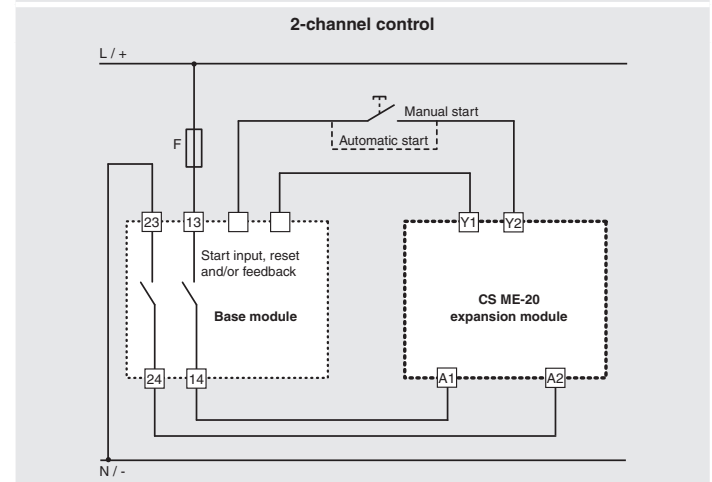 2-channel control
L / +
Manual start
Automatic start
F
23
13
Y1
Y2
Start input, reset
and/or feedback
Base module
CS ME-20
expansion module
24
14
A1
A2
N / -